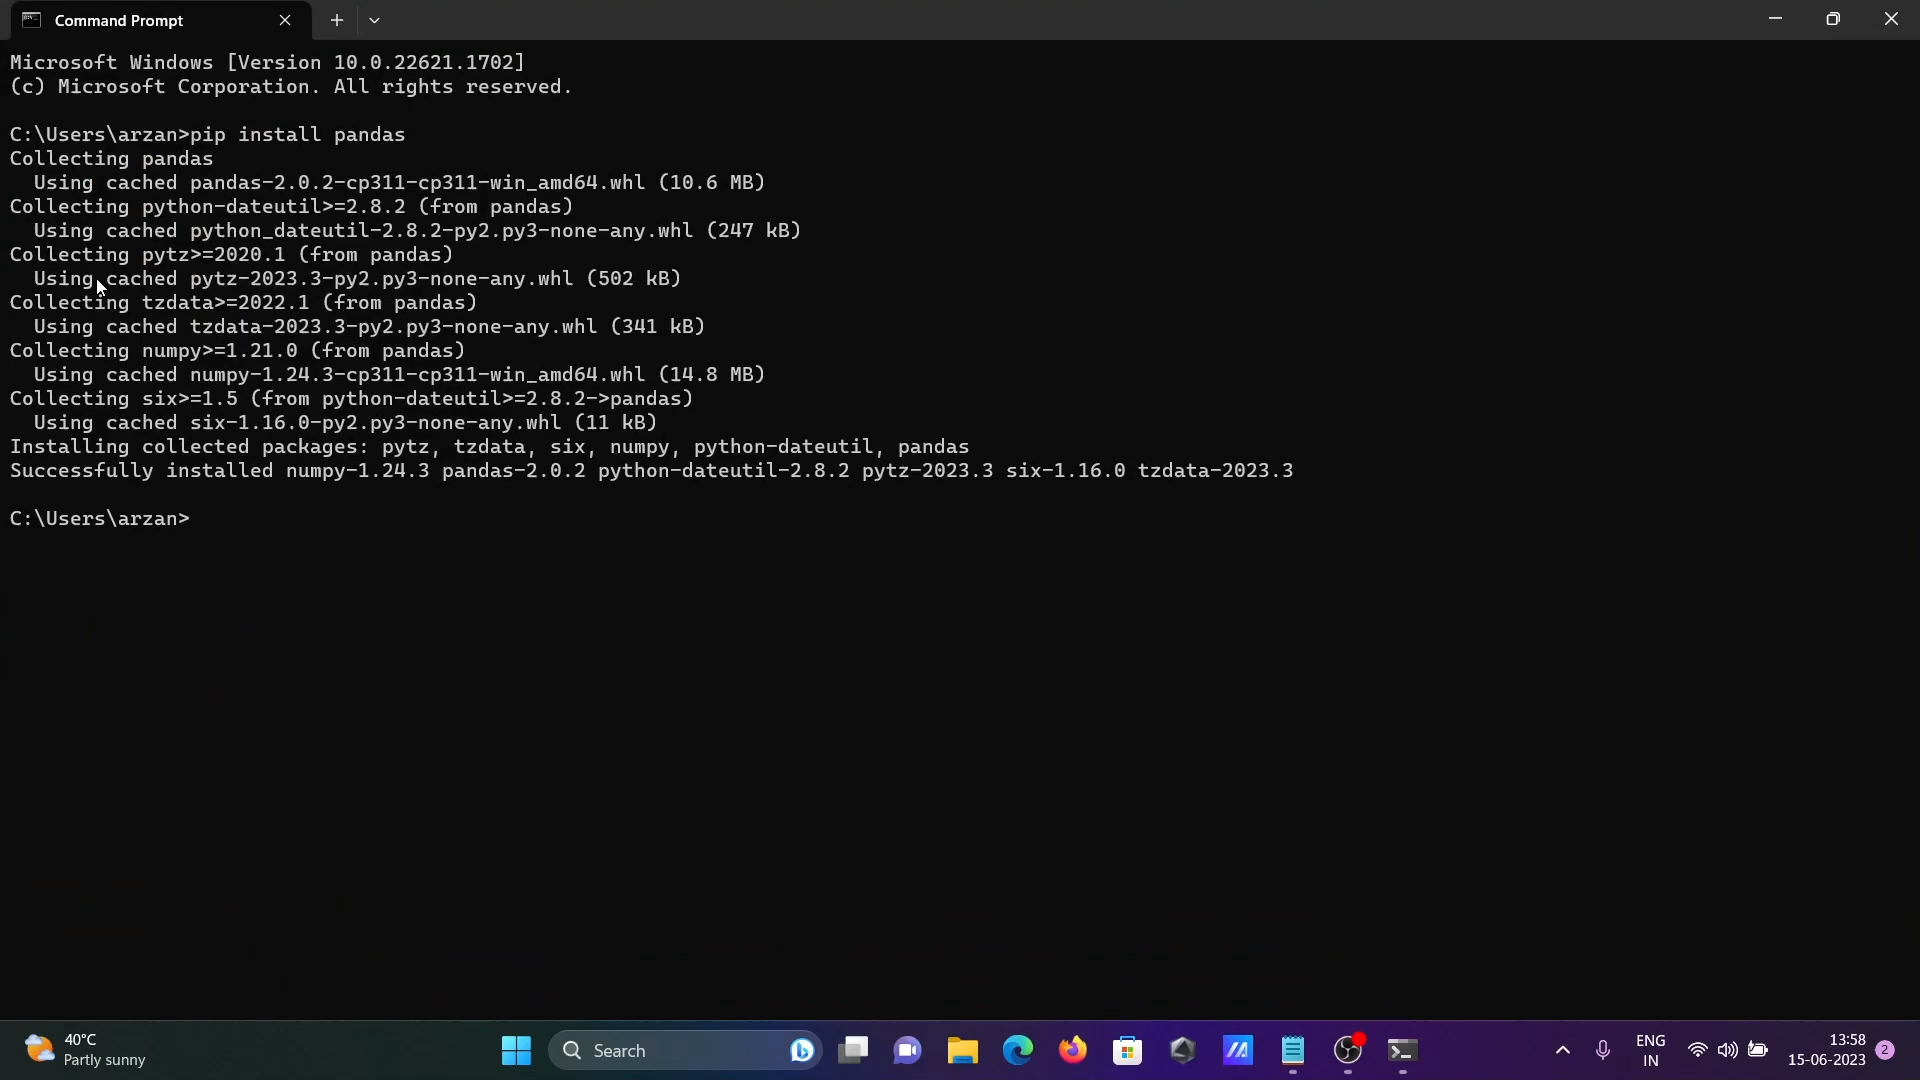 Command Prompt
Microsoft Windows [Version 10.0.22621.1702]
(c) Microsoft Corporation. All rights reserved.
C:\Users\arzan>pip install pandas
Collecting pandas
  Using cached pandas-2.0.2-cp311-cp311-win_amd64.whl (10.6 MB)
Collecting python-dateutil>=2.8.2 (from pandas)
  Using cached python_dateutil-2.8.2-py2.py3-none-any.whl (247 kB)
Collecting pytz>=2020.1 (from pandas)
  Using cached pytz-2023.3-py2.py3-none-any.whl (502 kB)
Collecting tzdata>=2022.1 (from pandas)
  Using cached tzdata-2023.3-py2.py3-none-any.whl (341 kB)
Collecting numpy>=1.21.0 (from pandas)
  Using cached numpy-1.24.3-cp311-cp311-win_amd64.whl (14.8 MB)
Collecting six>=1.5 (from python-dateutil>=2.8.2->pandas)
  Using cached six-1.16.0-py2.py3-none-any.whl (11 kB)
Installing collected packages: pytz, tzdata, six, numpy, python-dateutil, pandas
Successfully installed numpy-1.24.3 pandas-2.0.2 python-dateutil-2.8.2 pytz-2023.3 six-1.16.0 tzdata-2023.3
C:\Users\arzan>
40°C
Partly sunny
Search
ENG
IN
13:58
15-06-2023
2